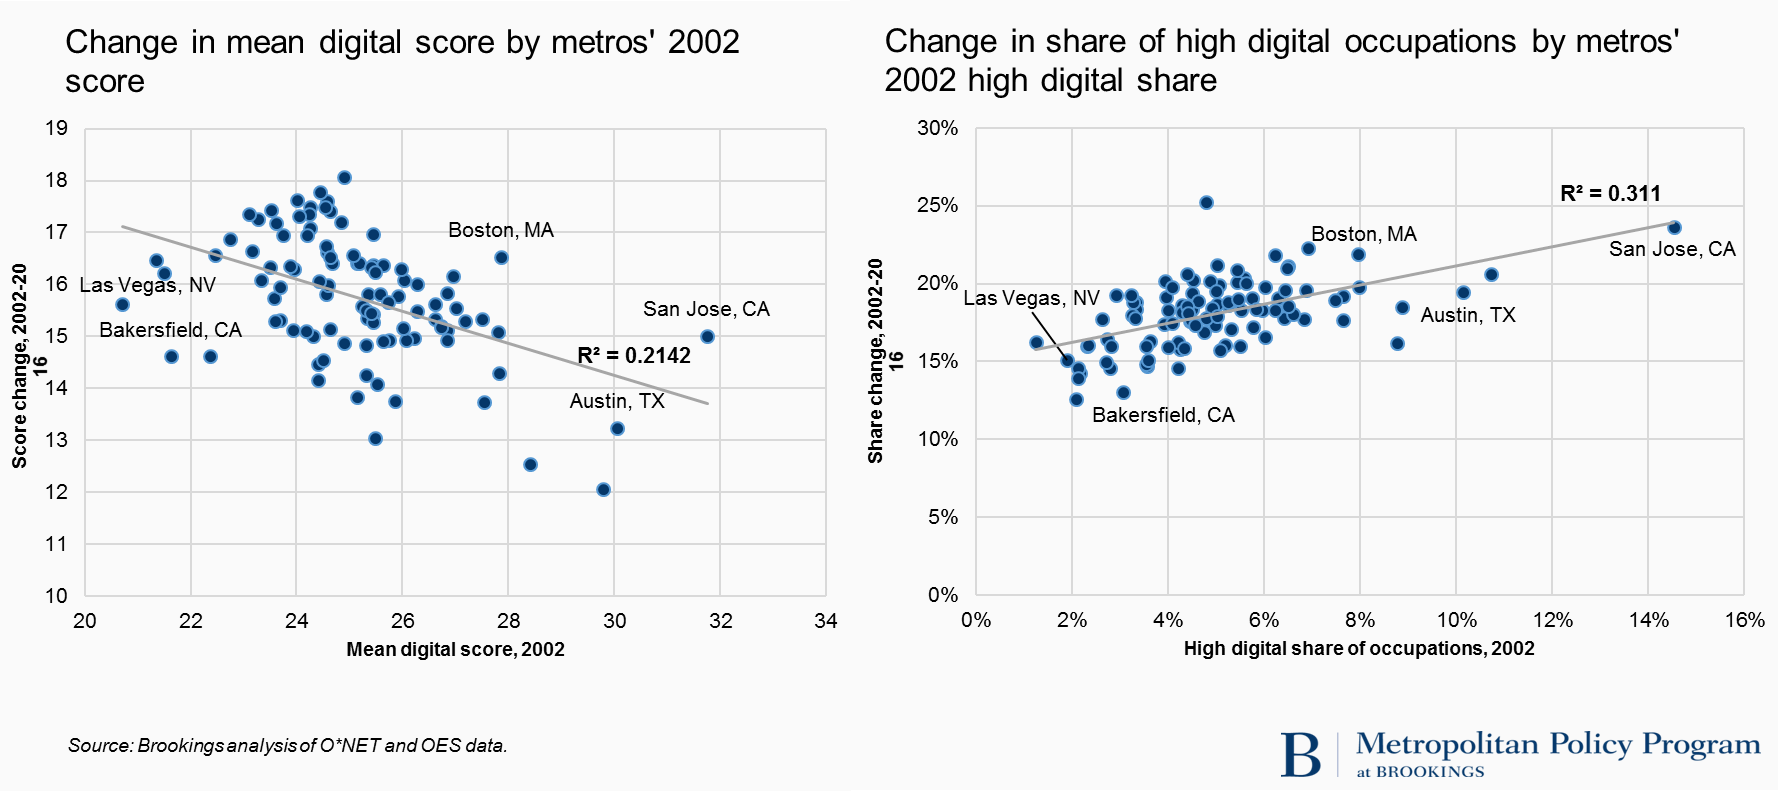 Change in mean digital score by metros' 2002
score
19
18
17
16
15
14
13
12
11
10
Score change, 2002-20
16
20
22
24
26
28
30
32
34
Mean digital score, 2002
Boston, MA
Las Vegas, NV
Bakersfield, CA
San Jose, CA
R² = 0.2142
Austin, TX
Change in share of high digital occupations by metros'
2002 high digital share
30%
25%
20%
15%
10%
5%
0%
Share change, 2002-20
16
0%
2%
4%
6%
8%
10%
12%
14%
16%
High digital share of occupations, 2002
R² = 0.311
Boston, MA
San Jose, CA
Las Vegas, NV
Austin, TX
Bakersfield, CA
Source: Brookings analysis of O*NET and OES data.
B
Metropolitan Policy Program
at BROOKINGS